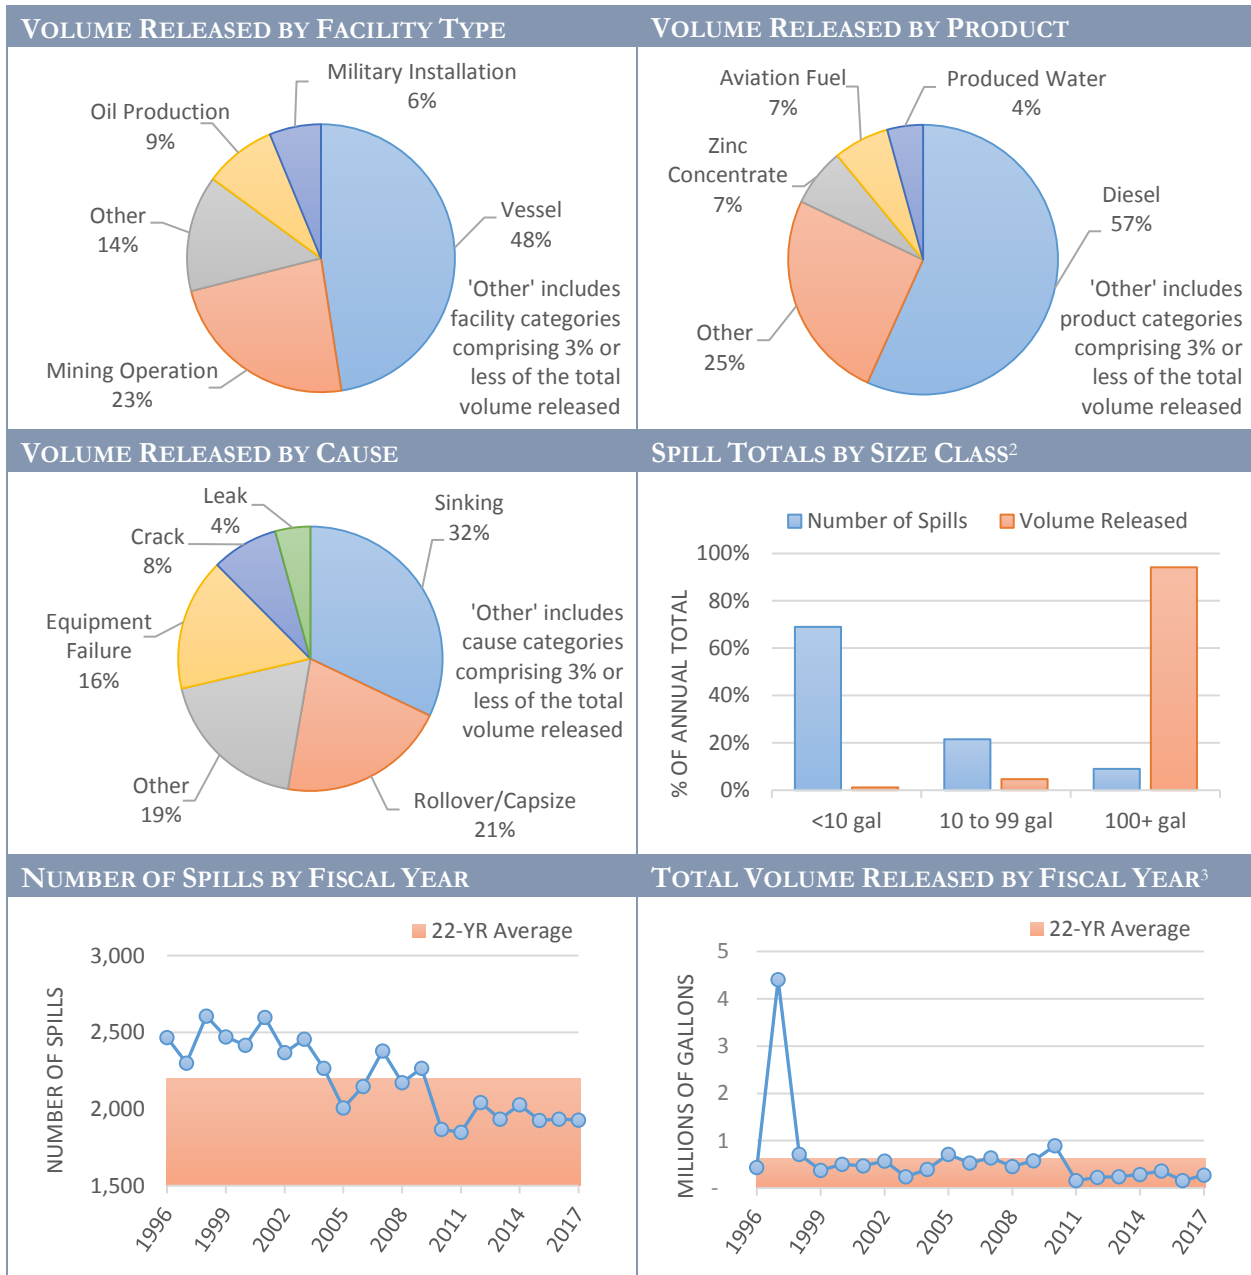 VOLUME RELEASED BY FACILITY TYPE
Military Installation
6%
Oil Production
9%
Other
14%
Vessel
48%
Mining Operation
23%
'Other' includes
facility categories
comprising 3% or
less of the total
volume released
VOLUME RELEASED BY PRODUCT
Aviation Fuel
7%
Produced Water
4%
Zinc
Concentrate
7%
Diesel
57%
Other
25%
'Other' includes
product categories
comprising 3% or
less of the total
volume released
VOLUME RELEASED BY CAUSE
Leak
4%
Sinking
32%
Crack
8%
Equipment
Failure
16%
Other
19%
Rollover/Capsize
21%
'Other' includes
cause categories
comprising 3% or
less of the total
volume released
SPILL TOTALS BY SIZE CLASS²
Number of Spills
Volume Released
% OF ANNUAL TOTAL
100%
80%
60%
40%
20%
0%
<10 gal
10 to 99 gal
100+ gal
NUMBER OF SPILLS BY FISCAL YEAR
22-YR Average
NUMBER OF SPILLS
3,000
2,500
2,000
1,500
1996
1999
2002
2005
2008
2011
2014
2017
TOTAL VOLUME RELEASED BY FISCAL YEAR³
22-YR Average
MILLIONS OF GALLONS
5
4
3
2
1
-
1996
1999
2002
2005
2008
2011
2014
2017